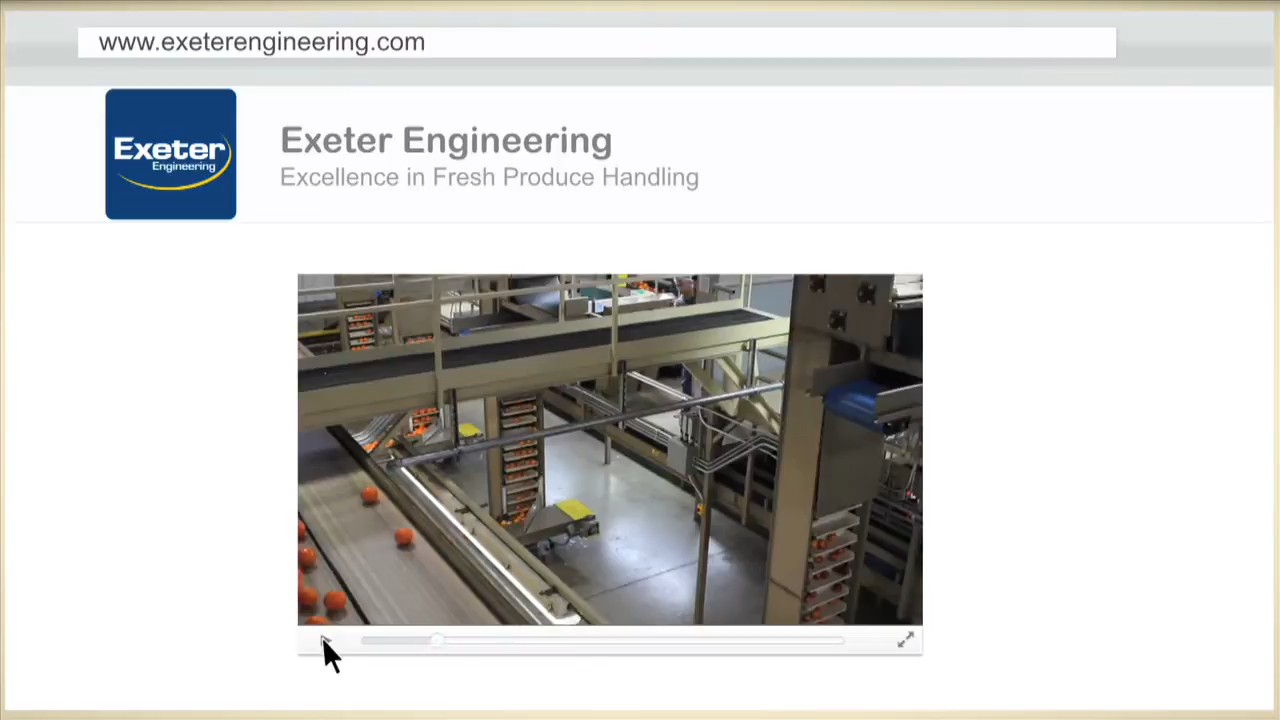 www.exeterengineering.com
Exeter
Engineering
Exeter Engineering
Excellence in Fresh Produce Handling